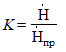 K = Ḣ / Ḣпр